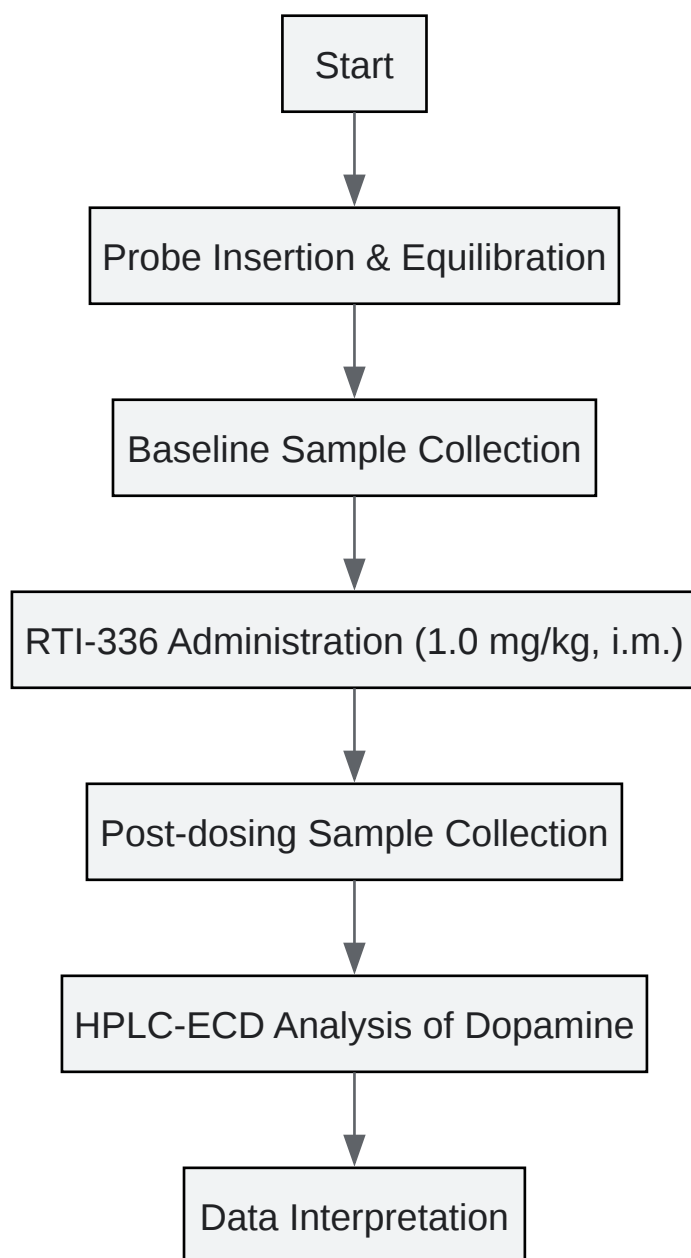 Start
Probe Insertion & Equilibration
Baseline Sample Collection
RTI-336 Administration (1.0 mg/kg, i.m.)
Post-dosing Sample Collection
HPLC-ECD Analysis of Dopamine
Data Interpretation